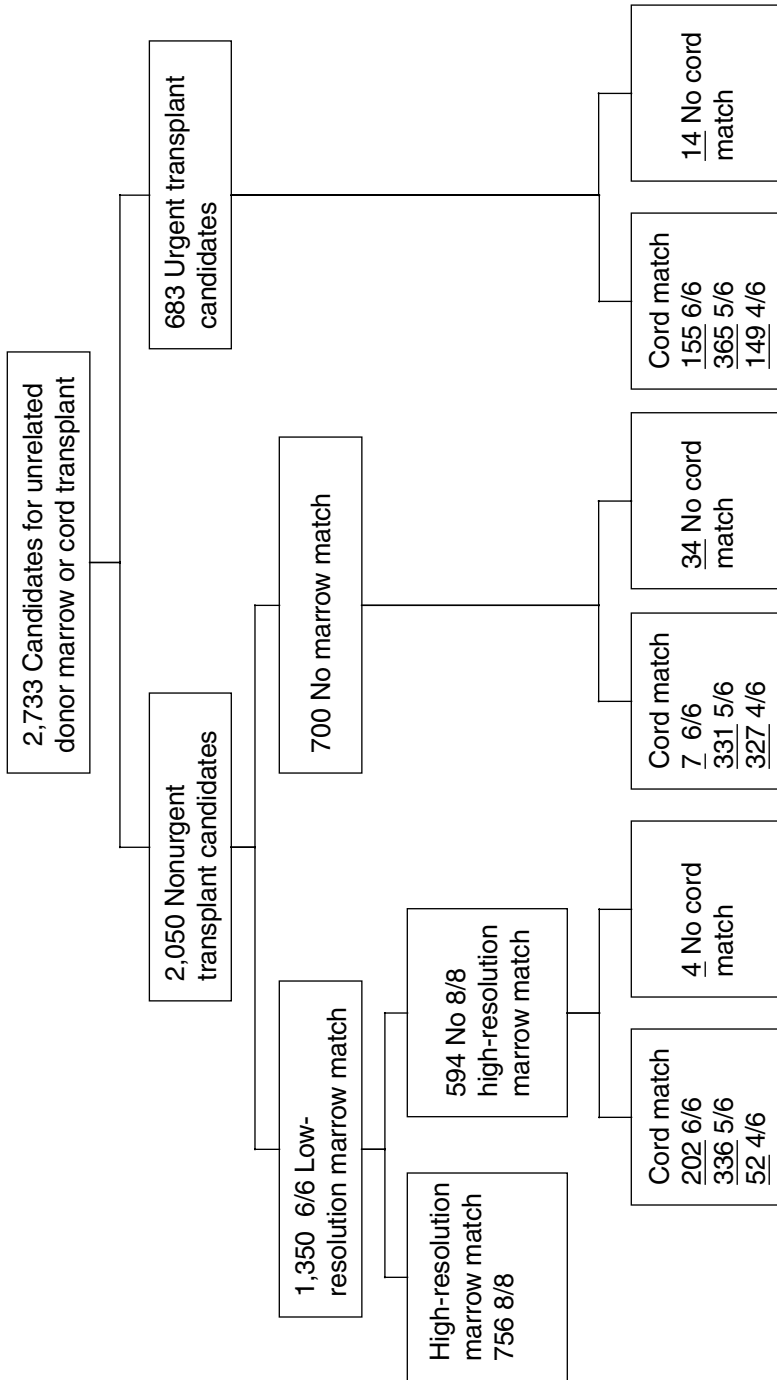 2,733 Candidates for unrelated
donor marrow or cord transplant
2,050 Nonurgent
transplant candidates
683 Urgent transplant
candidates
1,350 6/6 Low-
resolution marrow match
700 No marrow match
High-resolution
marrow match
756 8/8
594 No 8/8
high-resolution
marrow match
Cord match
202 6/6
336 5/6
52 4/6
4 No cord
match
Cord match
7 6/6
331 5/6
327 4/6
34 No cord
match
Cord match
155 6/6
365 5/6
149 4/6
14 No cord
match